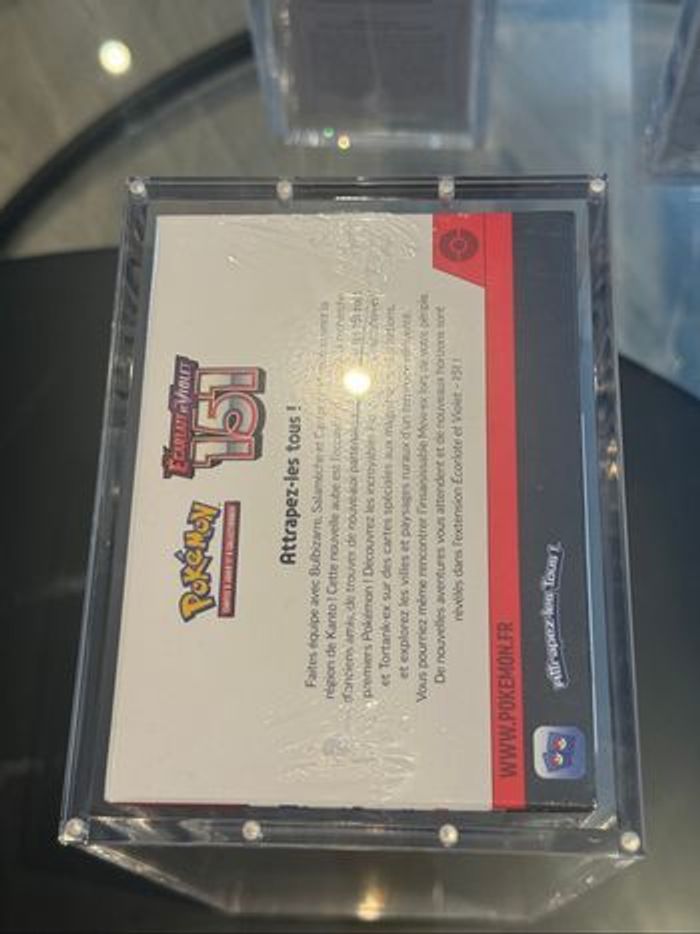 POKÉMON
ÉCARLATE et VIOLET
151
Attrapez-les tous !
Faites équipe avec Bulbizarre, Salamèche et
région de Kanto ! Cette nouvelle aube est
d'anciens amis, de trouver de nouveaux
premiers Pokémon ! Découvrez les incroyables
et Tortank-ex sur des cartes spéciales aux
et explorez les villes et paysages ruraux d'un
Vous pourriez même rencontrer l'insaisissable Mew-ex lors de votre périple.
De nouvelles aventures vous attendent et de nouveaux horizons sont
révélés dans l'extension Écarlate et Violet – 151 !
WWW.POKEMON.FR
Attrapez-les Tous !